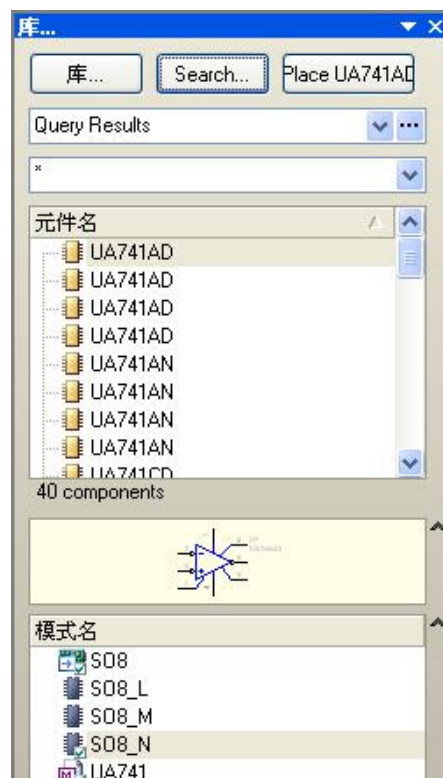 库...
库...
Search...
Place UA741AD
Query Results
...
*
元件名
UA741AD
UA741AD
UA741AD
UA741AD
UA741AN
UA741AN
UA741AN
UA741AN
UA741CD
40 components
模式名
SO8
SO8_L
SO8_M
SO8_N
UA741